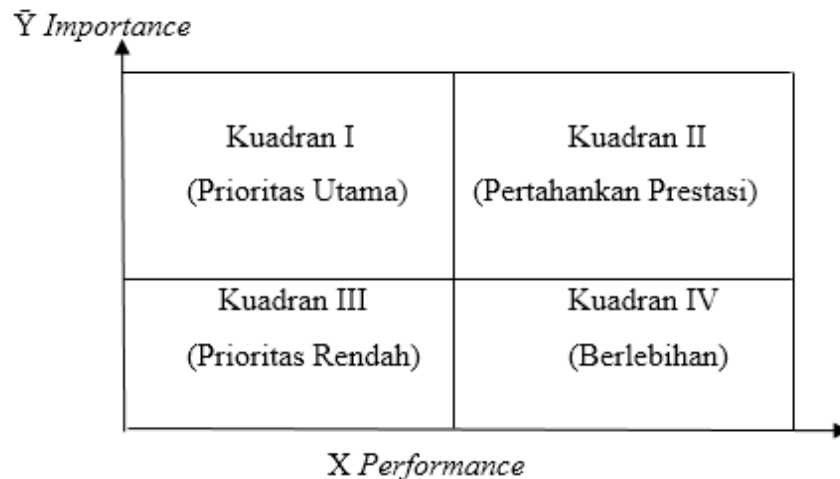 Ȳ Importance
Kuadran I
(Prioritas Utama)
Kuadran II
(Pertahankan Prestasi)
Kuadran III
(Prioritas Rendah)
Kuadran IV
(Berlebihan)
X Performance